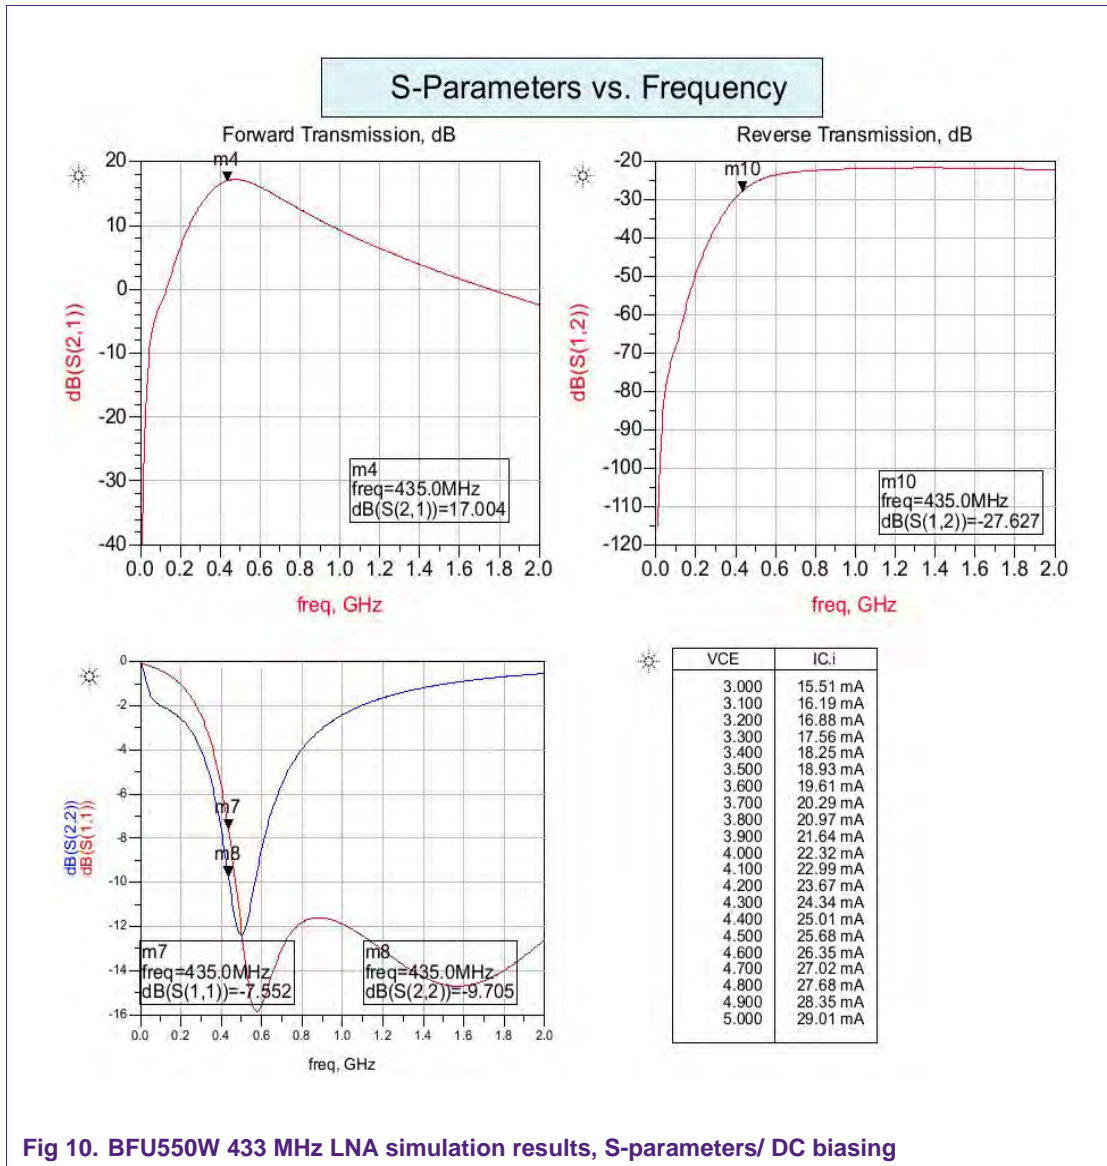 S-Parameters vs. Frequency
Forward Transmission, dB
m4
20
10
0
-10
-20
-30
-40
dB(S(2,1))
m4
freq=435.0MHz
dB(S(2,1))=17.004
0.0 0.2 0.4 0.6 0.8 1.0 1.2 1.4 1.6 1.8 2.0
freq, GHz
Reverse Transmission, dB
m10
-20
-30
-40
-50
-60
-70
-80
-90
-100
-110
-120
dB(S(1,2))
m10
freq=435.0MHz
dB(S(1,2))=-27.627
0.0 0.2 0.4 0.6 0.8 1.0 1.2 1.4 1.6 1.8 2.0
freq, GHz
0
-2
-4
-6
-8
-10
-12
-14
-16
dB(S(2,2))
dB(S(1,1))
m7
m8
m7
freq=435.0MHz
dB(S(1,1))=-7.552
m8
freq=435.0MHz
dB(S(2,2))=-9.705
0.0 0.2 0.4 0.6 0.8 1.0 1.2 1.4 1.6 1.8 2.0
freq, GHz
VCE IC.i
3.000 15.51 mA
3.100 16.19 mA
3.200 16.88 mA
3.300 17.56 mA
3.400 18.25 mA
3.500 18.93 mA
3.600 19.61 mA
3.700 20.29 mA
3.800 20.97 mA
3.900 21.64 mA
4.000 22.32 mA
4.100 22.99 mA
4.200 23.67 mA
4.300 24.34 mA
4.400 25.01 mA
4.500 25.68 mA
4.600 26.35 mA
4.700 27.02 mA
4.800 27.68 mA
4.900 28.35 mA
5.000 29.01 mA
Fig 10. BFU550W 433 MHz LNA simulation results, S-parameters/ DC biasing